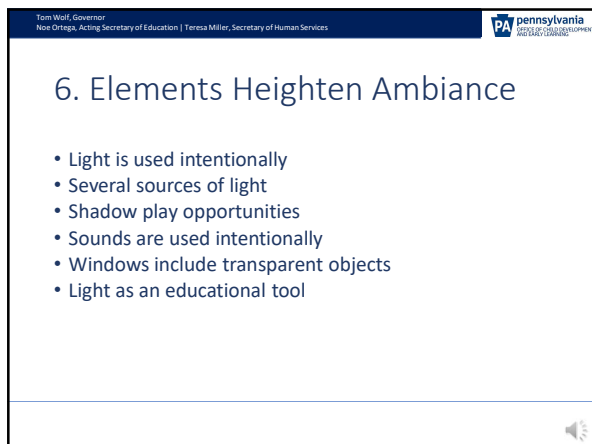 Tom Wolf, Governor
Noe Ortega, Acting Secretary of Education | Teresa Miller, Secretary of Human Services
PA pennsylvania
OFFICE OF CHILD DEVELOPMENT
AND EARLY LEARNING
6. Elements Heighten Ambiance
• Light is used intentionally
• Several sources of light
• Shadow play opportunities
• Sounds are used intentionally
• Windows include transparent objects
• Light as an educational tool